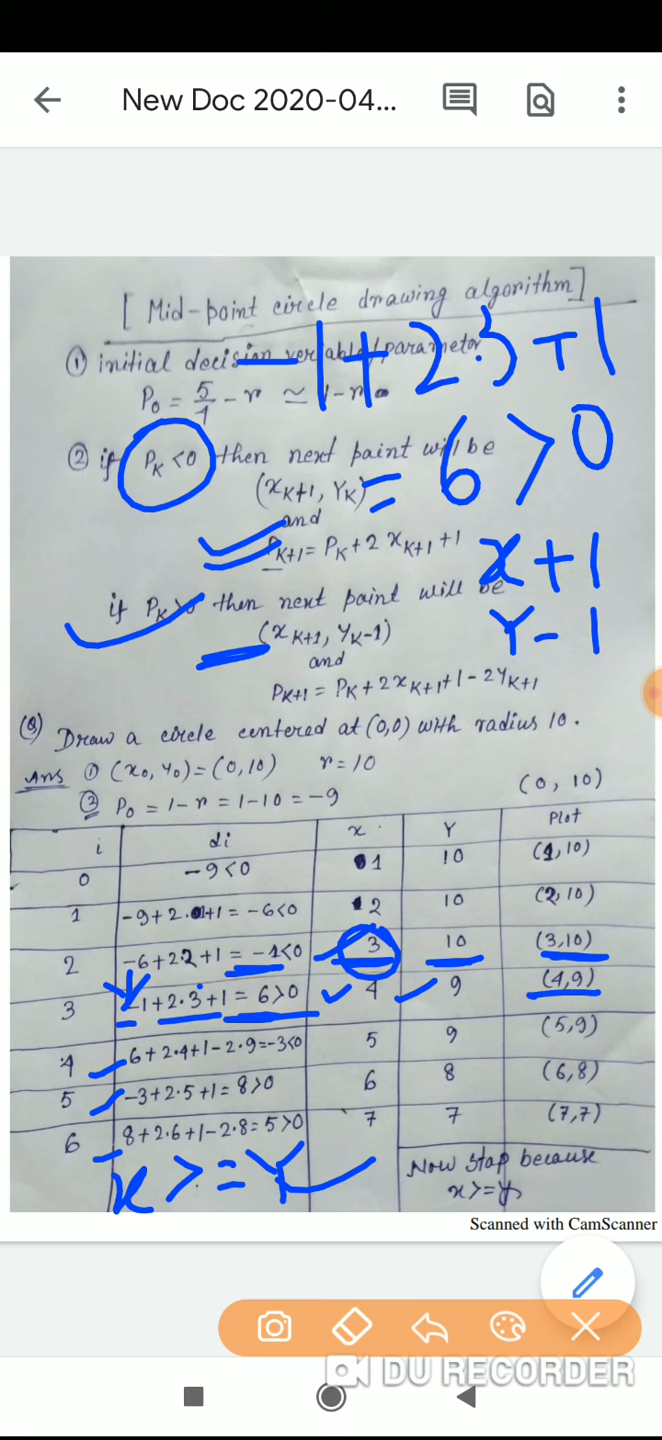 New Doc 2020-04...
[ Mid-point circle drawing algorithm ]
① initial decision variable/parameter
P₀ = 5/4 - r ≃ 1-r
-1+2.3+1
② if PK <0 then next point will be
= 6>0
(xK+1, YK)
and
PK+1 = PK+2xK+1+1
x+1
if PK>0 then next point will be
(xK+1, YK-1)
Y-1
and
PK+1 = PK+2xK+1+1-2YK+1
(Q) Draw a circle centered at (0,0) with radius 10.
Ans ① (x₀, y₀)=(0,10) r=10
② P₀ = 1-r = 1-10 = -9
(0, 10)
i di x Y Plot
0 -9<0 1 10 (1,10)
1 -9+2.1+1 = -6<0 2 10 (2,10)
2 -6+2.2+1 = -1<0 3 10 (3,10)
3 -1+2.3+1 = 6>0 4 9 (4,9)
4 6+2.4+1-2.9=-3<0 5 9 (5,9)
5 -3+2.5+1=8>0 6 8 (6,8)
6 8+2.6+1-2.8=5>0 7 7 (7,7)
x>=Y
Now stop because
x>=y
Scanned with CamScanner
DU RECORDER